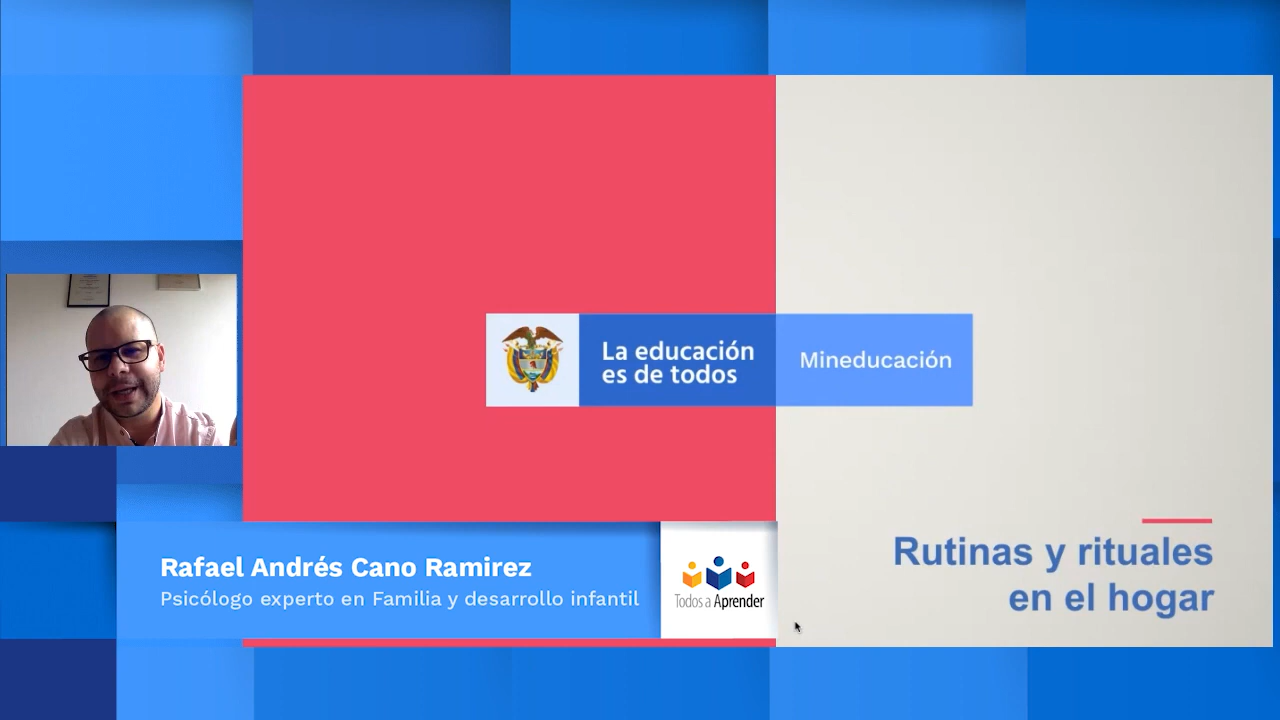 La educación
es de todos
Mineducación
Rafael Andrés Cano Ramirez
Psicólogo experto en Familia y desarrollo infantil
Todos a Aprender
Rutinas y rituales
en el hogar